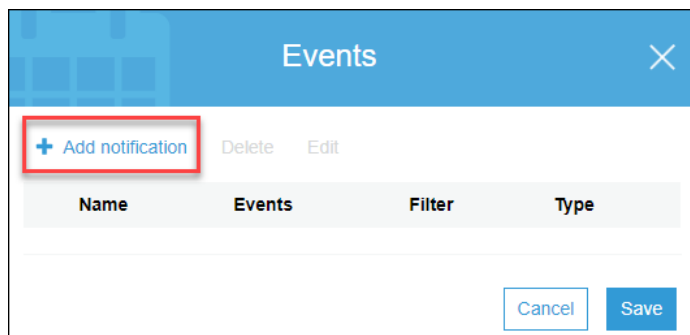 Events
Add notification Delete Edit
Name Events Filter Type
Cancel Save